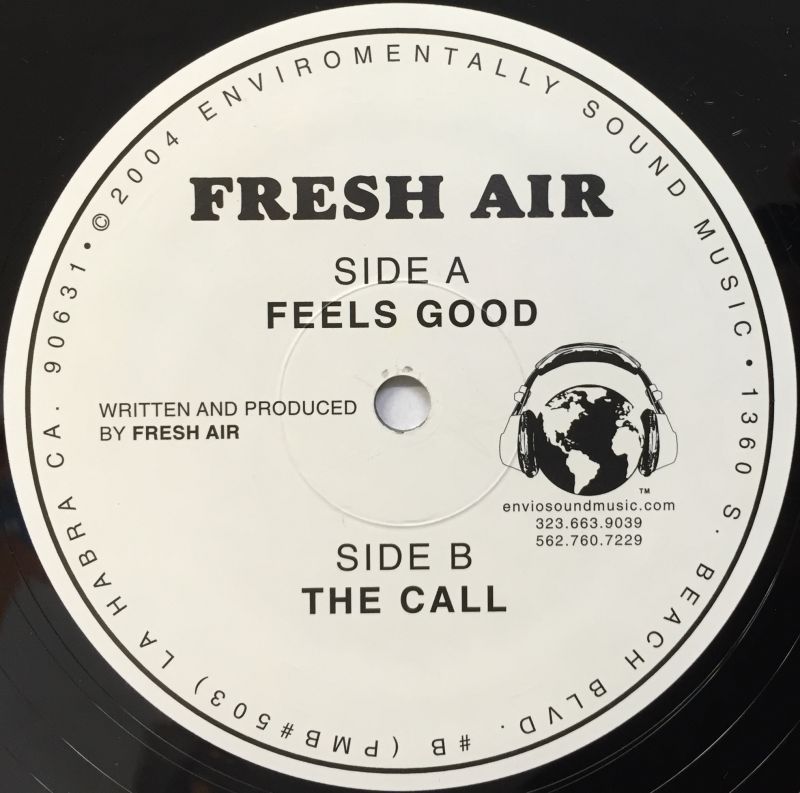 © 2004 ENVIROMENTALLY SOUND MUSIC • 1360 S. BEACH BLVD. #B (PMB#503) LA HABRA CA. 90631 •
FRESH AIR
SIDE A
FEELS GOOD
WRITTEN AND PRODUCED
BY FRESH AIR
TM
enviosoundmusic.com
323.663.9039
562.760.7229
SIDE B
THE CALL